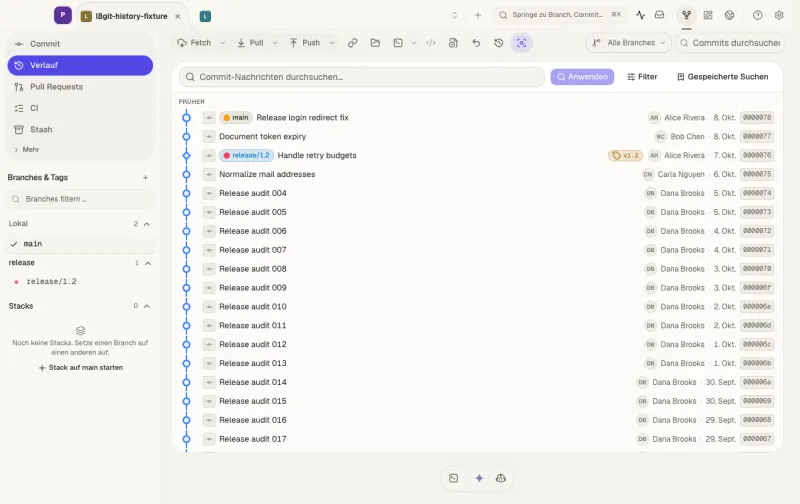 P
L l8git-history-fixture
L
Springe zu Branch, Commit... ⌘K
Commit
Verlauf
Pull Requests
CI
Stash
Mehr
Branches & Tags
Branches filtern ...
Lokal 2
main
release 1
release/1.2
Stacks 0
Noch keine Stacks. Setze einen Branch auf
einen anderen auf.
Stack auf main starten
Fetch Pull Push
Alle Branches
Commits durchsuchen
Commit-Nachrichten durchsuchen...
Anwenden
Filter
Gespeicherte Suchen
FRÜHER
main Release login redirect fix AR Alice Rivera · 8. Okt. 0000078
Document token expiry BC Bob Chen · 8. Okt. 0000077
release/1.2 Handle retry budgets v1.2 AR Alice Rivera · 7. Okt. 0000076
Normalize mail addresses CN Carla Nguyen · 6. Okt. 0000075
Release audit 004 DB Dana Brooks · 5. Okt. 0000074
Release audit 005 DB Dana Brooks · 5. Okt. 0000073
Release audit 006 DB Dana Brooks · 4. Okt. 0000072
Release audit 007 DB Dana Brooks · 4. Okt. 0000071
Release audit 008 DB Dana Brooks · 3. Okt. 0000070
Release audit 009 DB Dana Brooks · 3. Okt. 000006f
Release audit 010 DB Dana Brooks · 2. Okt. 000006e
Release audit 011 DB Dana Brooks · 2. Okt. 000006d
Release audit 012 DB Dana Brooks · 1. Okt. 000006c
Release audit 013 DB Dana Brooks · 1. Okt. 000006b
Release audit 014 DB Dana Brooks · 30. Sept. 000006a
Release audit 015 DB Dana Brooks · 30. Sept. 0000069
Release audit 016 DB Dana Brooks · 29. Sept. 0000068
Release audit 017 DB Dana Brooks · 29. Sept. 0000067